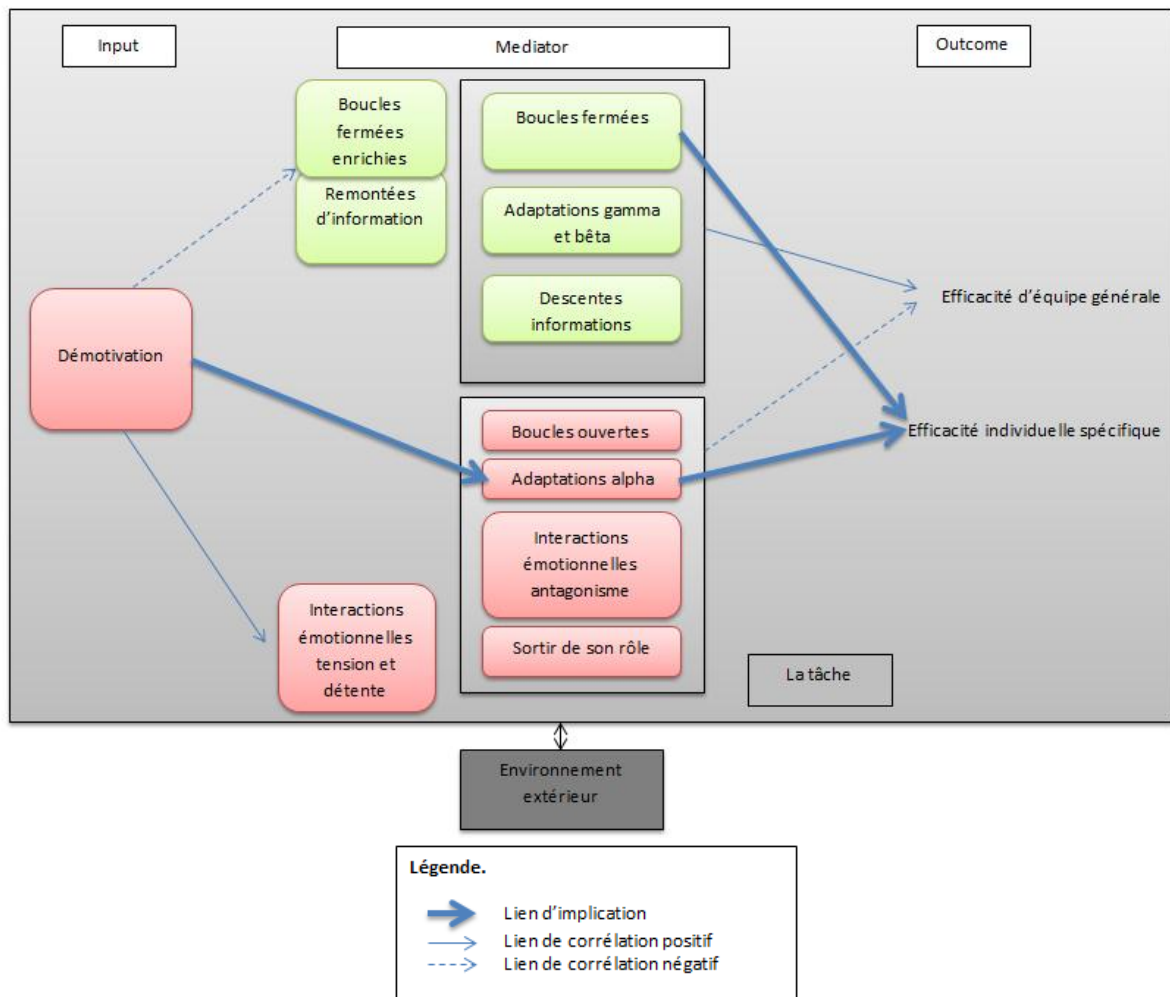 Input
Mediator
Outcome
Boucles
fermées
enrichies
Remontées
d'information
Boucles fermées
Adaptations gamma
et bêta
Descentes
informations
Efficacité d'équipe générale
Démotivation
Efficacité individuelle spécifique
Boucles ouvertes
Adaptations alpha
Interactions
émotionnelles
antagonisme
Sortir de son rôle
Interactions
émotionnelles
tension et
détente
La tâche
Environnement
extérieur
Légende.
Lien d'implication
Lien de corrélation positif
Lien de corrélation négatif